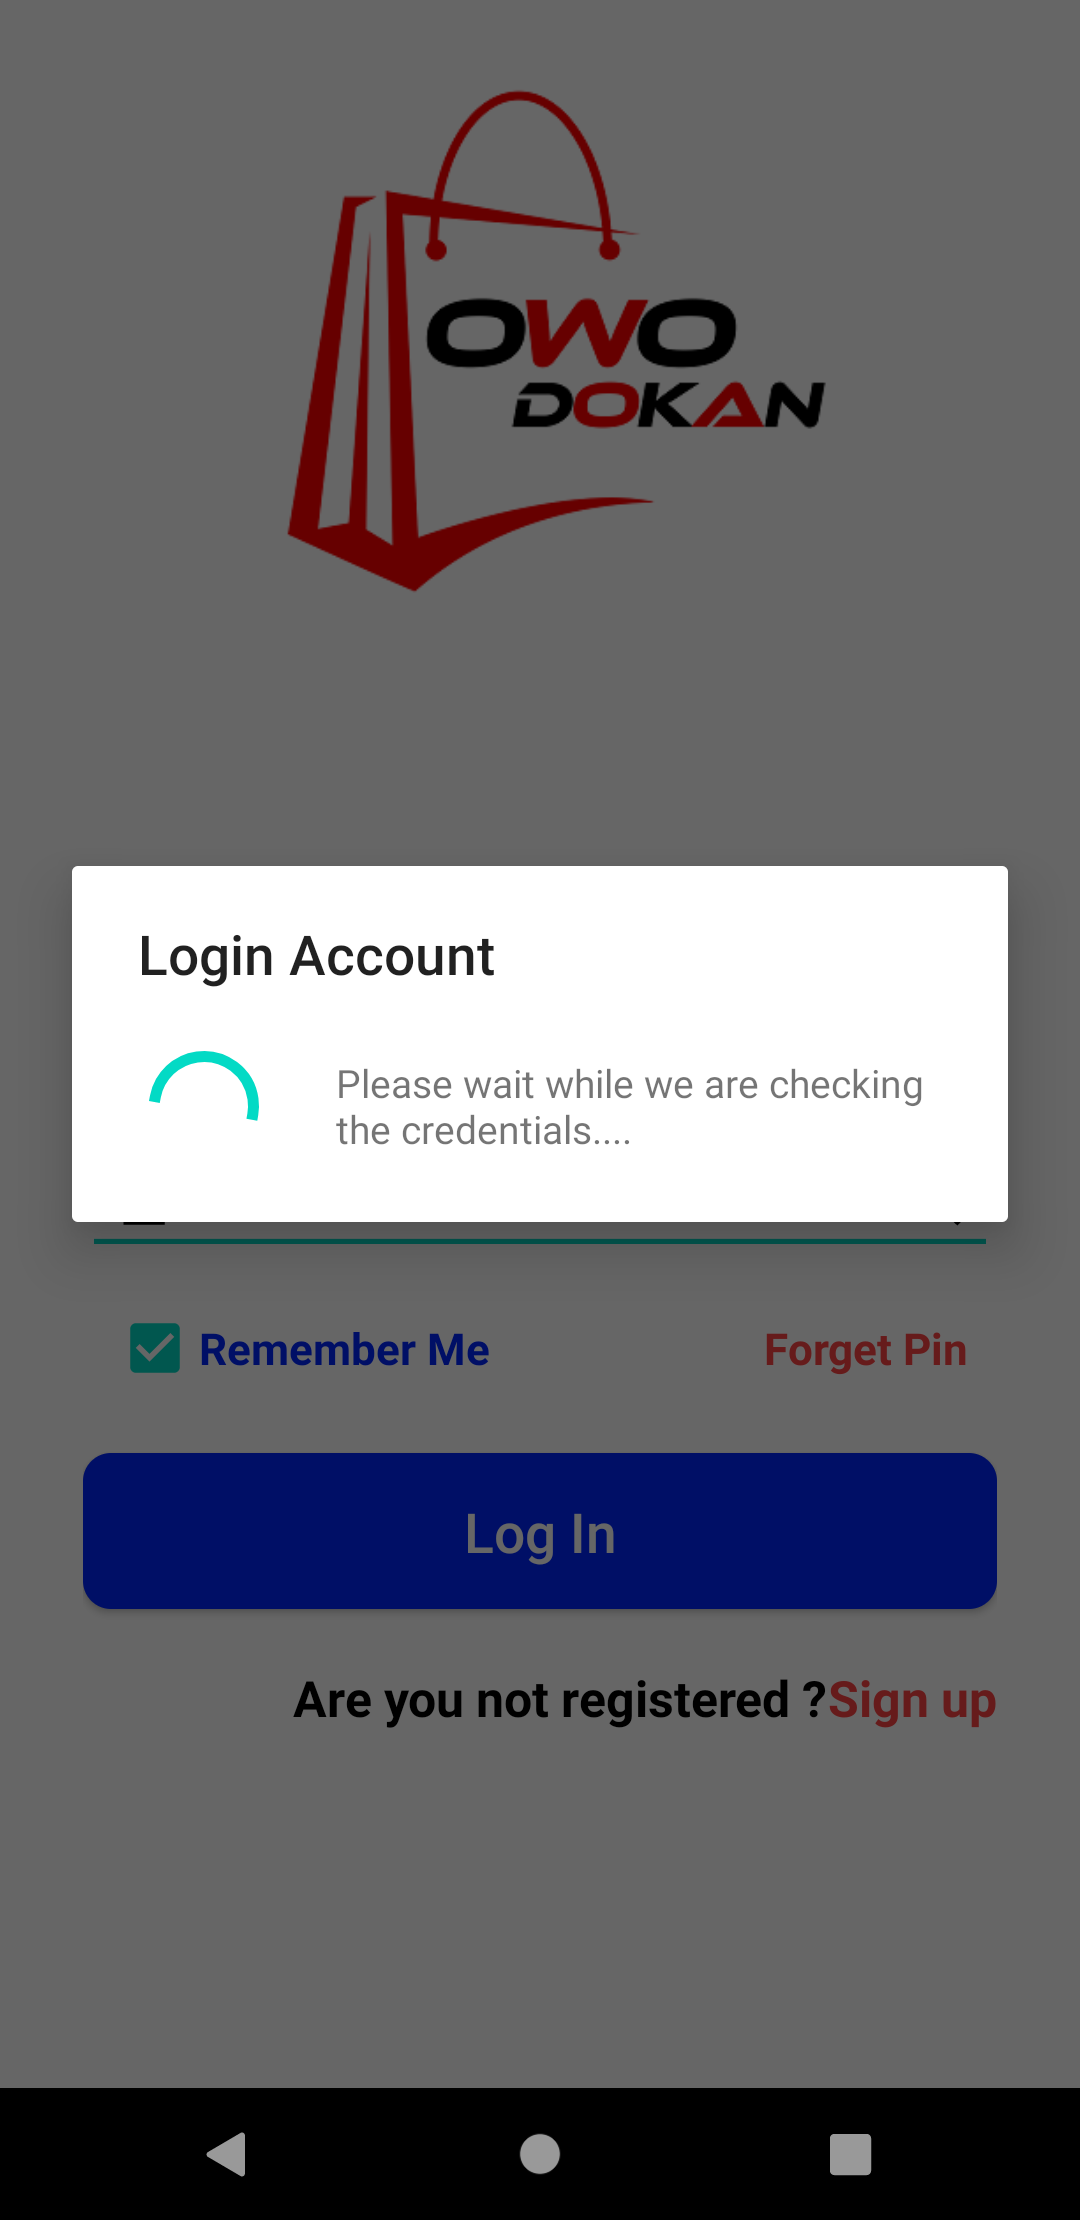 OWO
DOKAN
Login Account
Please wait while we are checking
the credentials....
Remember Me
Forget Pin
Log In
Are you not registered ?Sign up